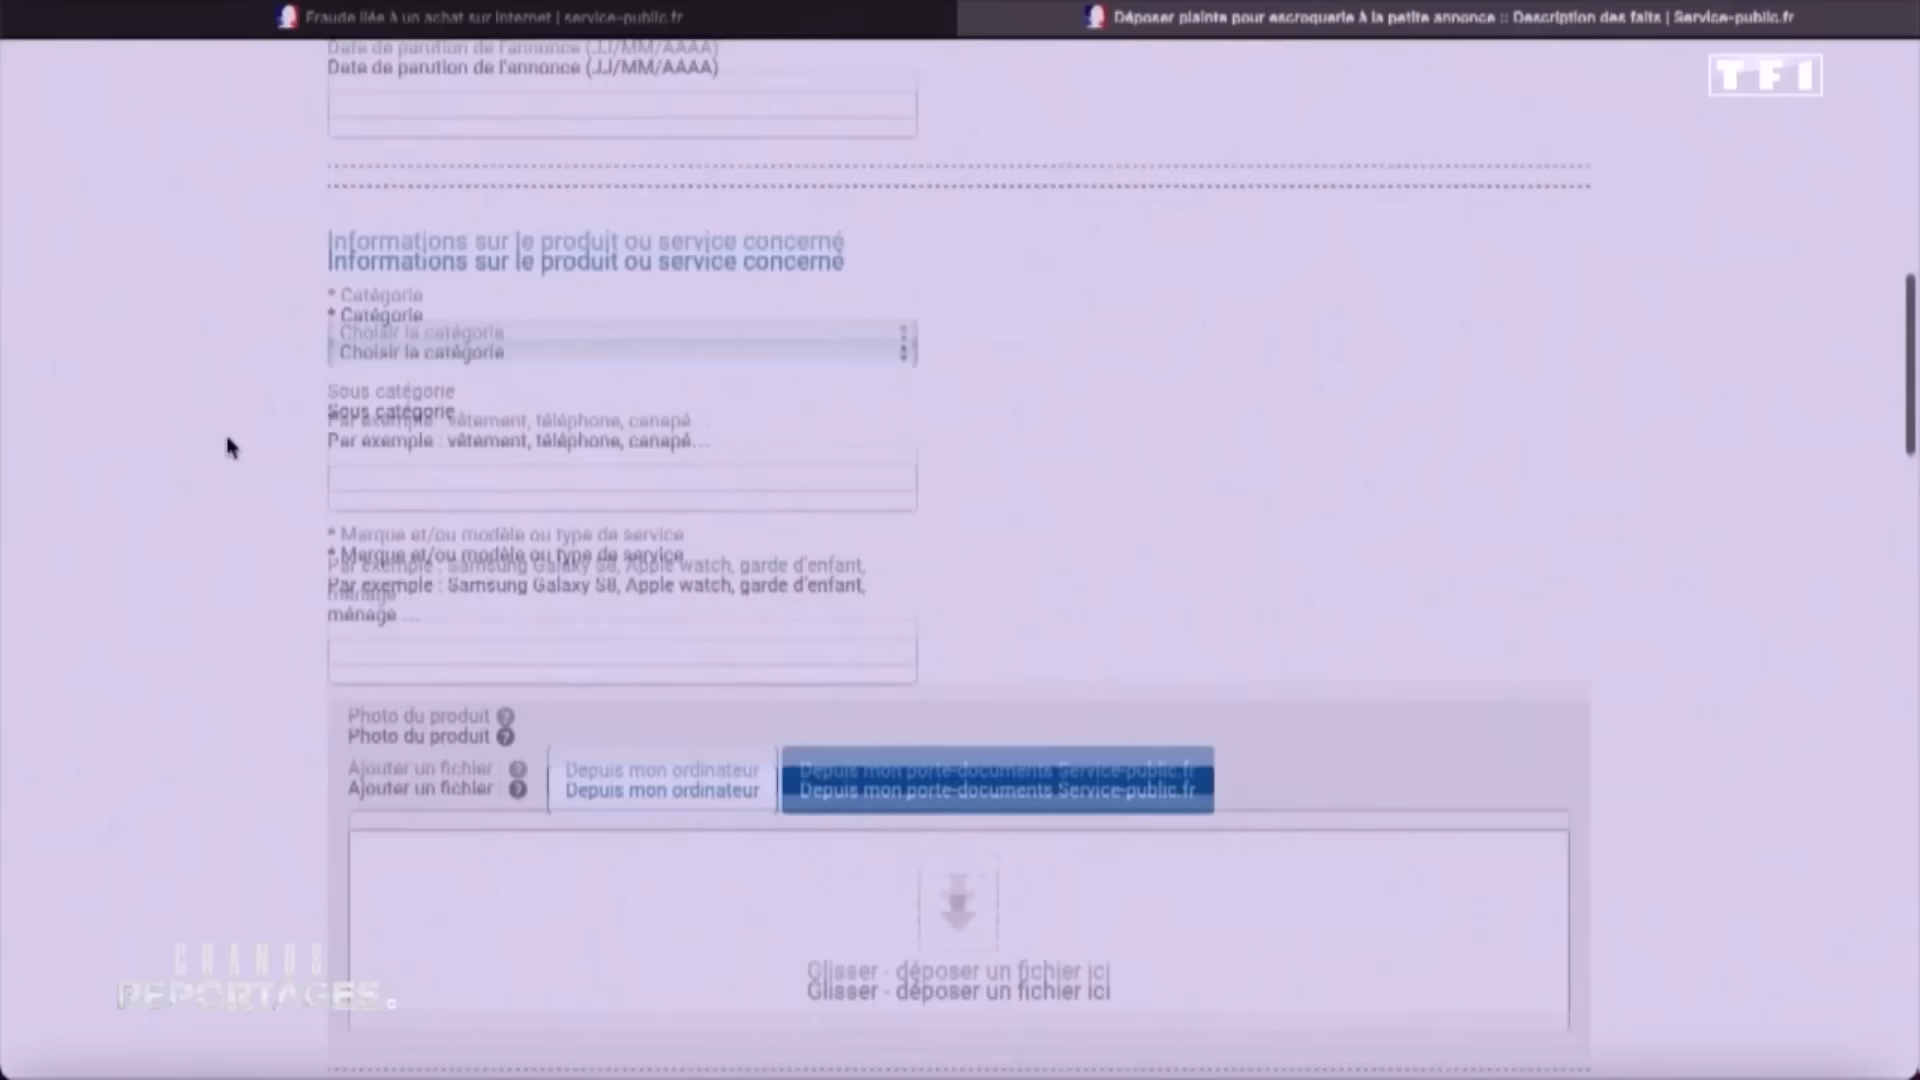 Fraude liée à un achat sur Internet | service-public.fr
Déposer plainte pour escroquerie à la petite annonce :: Description des faits | Service-public.fr
TF1
Date de parution de l'annonce (JJ/MM/AAAA)
Informations sur le produit ou service concerné
* Catégorie
Choisir la catégorie
Sous catégorie
Par exemple : vêtement, téléphone, canapé...
* Marque et/ou modèle ou type de service
Par exemple : Samsung Galaxy S8, Apple watch, garde d'enfant,
ménage ...
Photo du produit ?
Ajouter un fichier : ? Depuis mon ordinateur Depuis mon porte-documents Service-public.fr
Glisser - déposer un fichier ici
GRANDS
REPORTAGES.